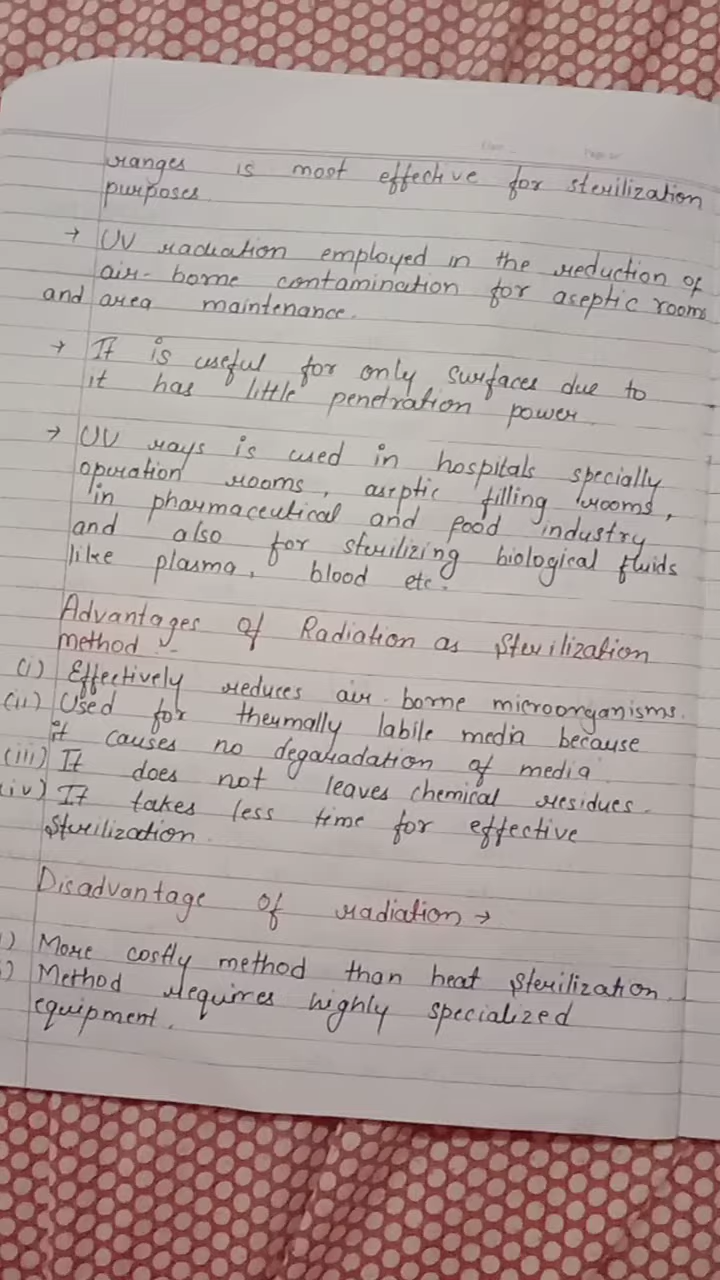 ranges is most effective for sterilization
purposes.
→ UV radiation employed in the reduction of
air-borne contamination for aseptic rooms
and area maintenance.
→ It is useful for only surfaces due to
it has little penetration power.
→ UV rays is used in hospitals specially
operation rooms, aseptic filling rooms,
in pharmaceutical and food industry
and also for sterilizing biological fluids
like plasma, blood etc.
Advantages of Radiation as Sterilization
method :-
(i) Effectively reduces air-borne microorganisms.
(ii) Used for thermally labile media because
it causes no degaradation of media
(iii) It does not leaves chemical residues.
iv) It takes less time for effective
Sterilization.
Disadvantage of radiation →
) More costly method than heat sterilization.
) Method requires highly specialized
equipment.